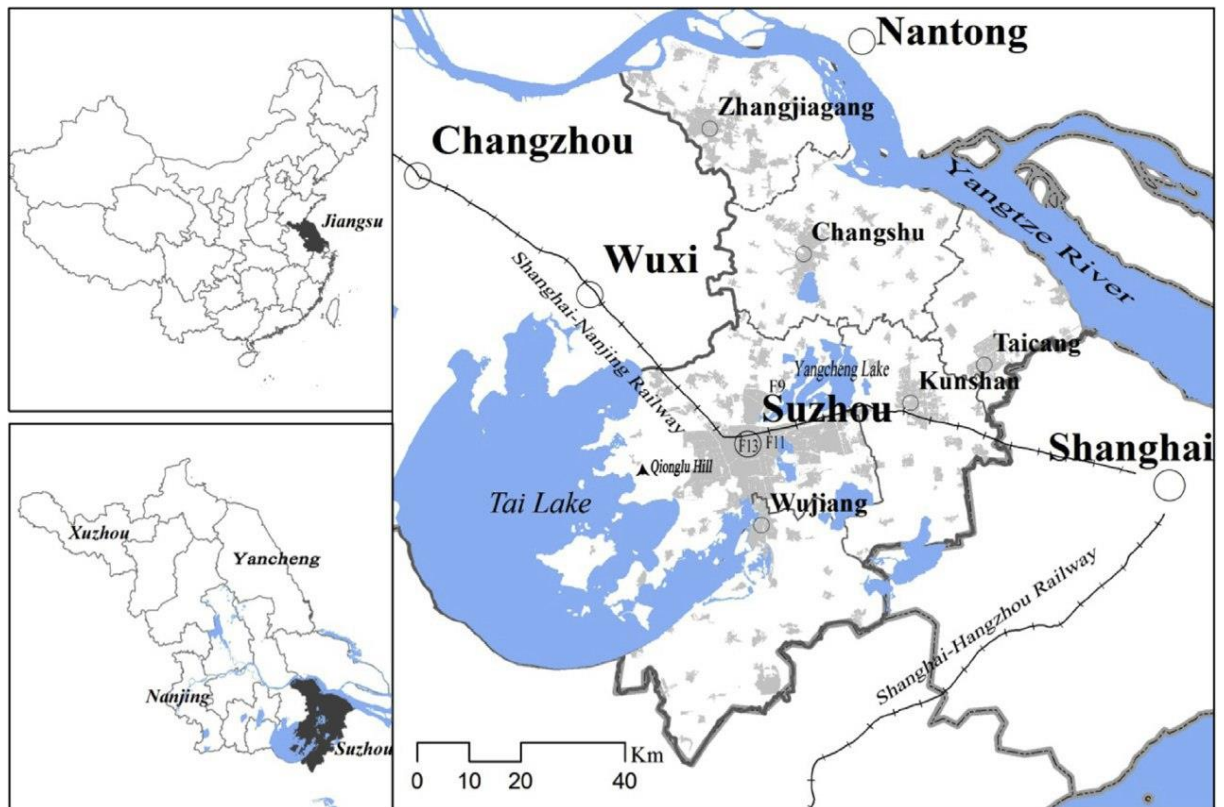 Jiangsu
Xuzhou
Yancheng
Nanjing
Suzhou
Nantong
Zhangjiagang
Changzhou
Yangtze River
Changshu
Wuxi
Shanghai-Nanjing Railway
Taicang
Yangcheng Lake
Kunshan
F9
Suzhou
F13
F11
Shanghai
Qionglu Hill
Tai Lake
Wujiang
Shanghai-Hangzhou Railway
Km
0 10 20 40